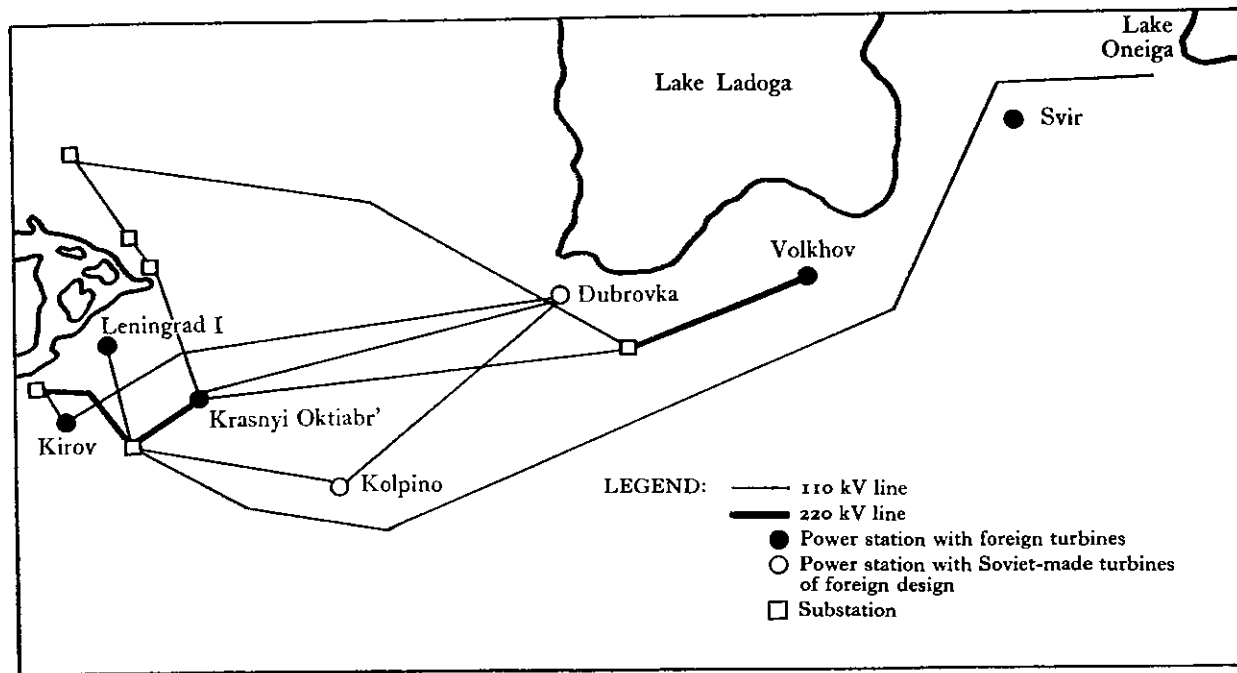 Lake
Oneiga
Lake Ladoga
Svir
Volkhov
Dubrovka
Leningrad I
Krasnyi Oktiabr'
Kirov
Kolpino
LEGEND:
110 kV line
220 kV line
Power station with foreign turbines
Power station with Soviet-made turbines
of foreign design
Substation